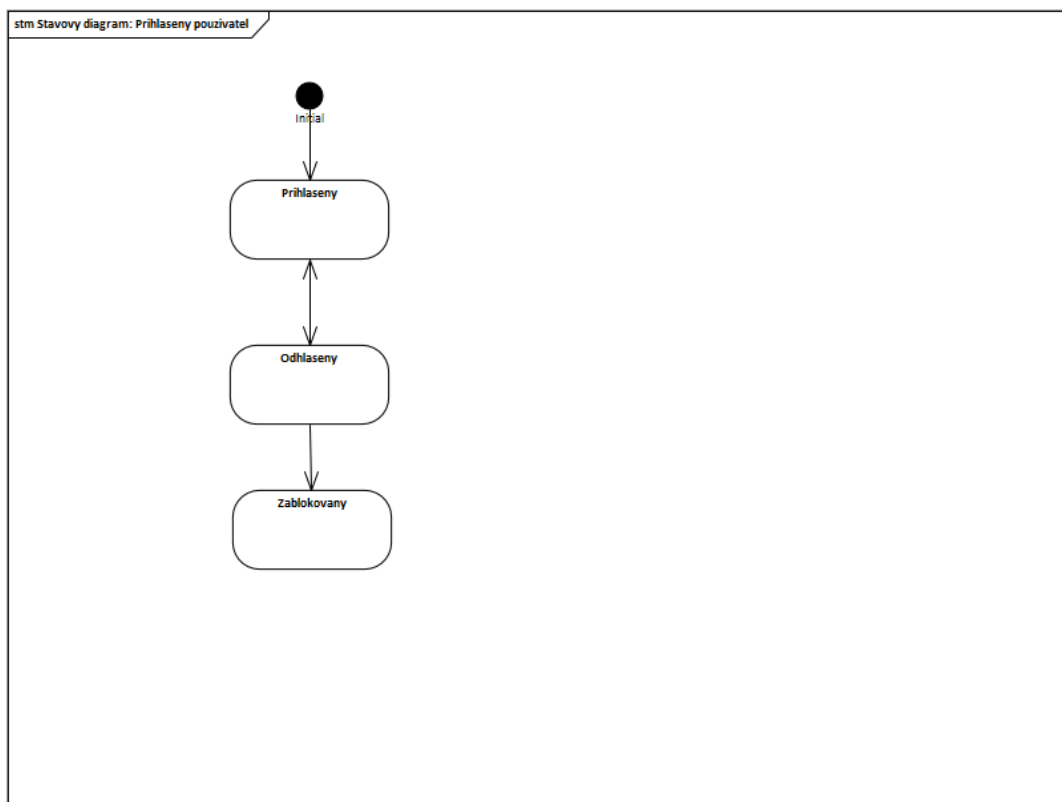 stm Stavovy diagram: Prihlaseny pouzivatel
Initial
Prihlaseny
Odhlaseny
Zablokovany